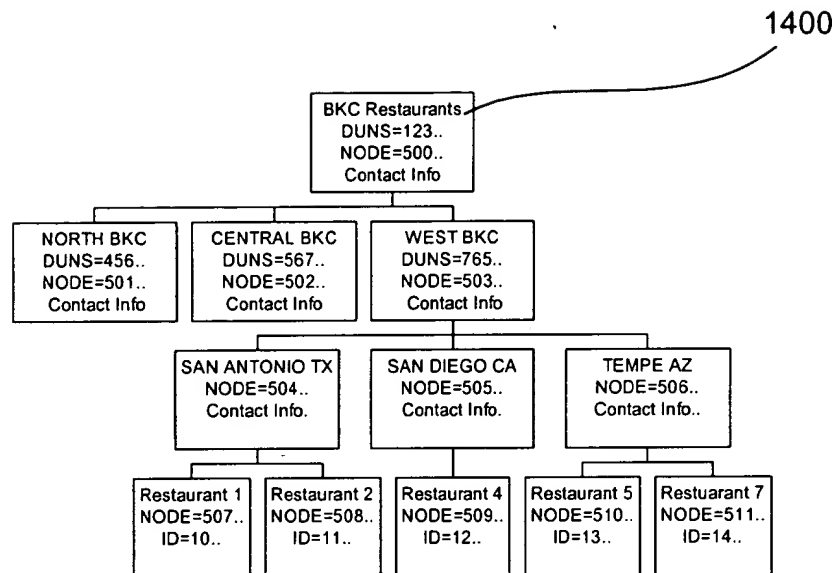 1400
BKC Restaurants
DUNS=123..
NODE=500..
Contact Info
NORTH BKC
DUNS=456..
NODE=501..
Contact Info
CENTRAL BKC
DUNS=567..
NODE=502..
Contact Info
WEST BKC
DUNS=765..
NODE=503..
Contact Info
SAN ANTONIO TX
NODE=504..
Contact Info.
SAN DIEGO CA
NODE=505..
Contact Info.
TEMPE AZ
NODE=506..
Contact Info..
Restaurant 1
NODE=507..
ID=10..
Restaurant 2
NODE=508..
ID=11..
Restaurant 4
NODE=509..
ID=12..
Restaurant 5
NODE=510..
ID=13..
Restuarant 7
NODE=511..
ID=14..